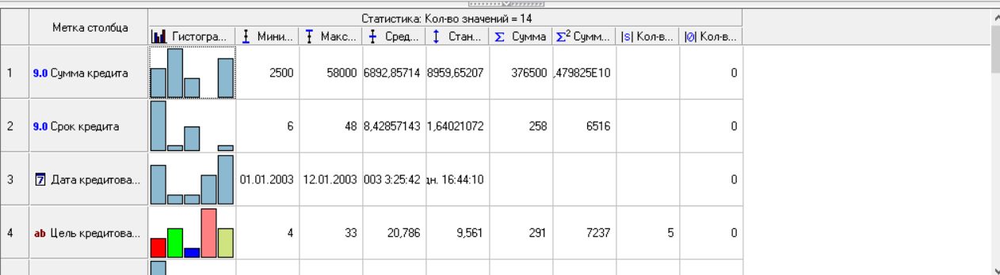 Статистика: Кол-во значений = 14
Метка столбца Гистогра... Мини... Макс... Сред... Стан... Σ Сумма Σ² Сумм... |S| Кол-в... |0| Кол-в...
1 9.0 Сумма кредита 2500 58000 6892,85714 8959,65207 376500 ,479825E10 0
2 9.0 Срок кредита 6 48 8,42857143 1,64021072 258 6516 0
3 7 Дата кредитова... 01.01.2003 12.01.2003 003 3:25:42 дн. 16:44:10 0
4 ab Цель кредитова... 4 33 20,786 9,561 291 7237 5 0